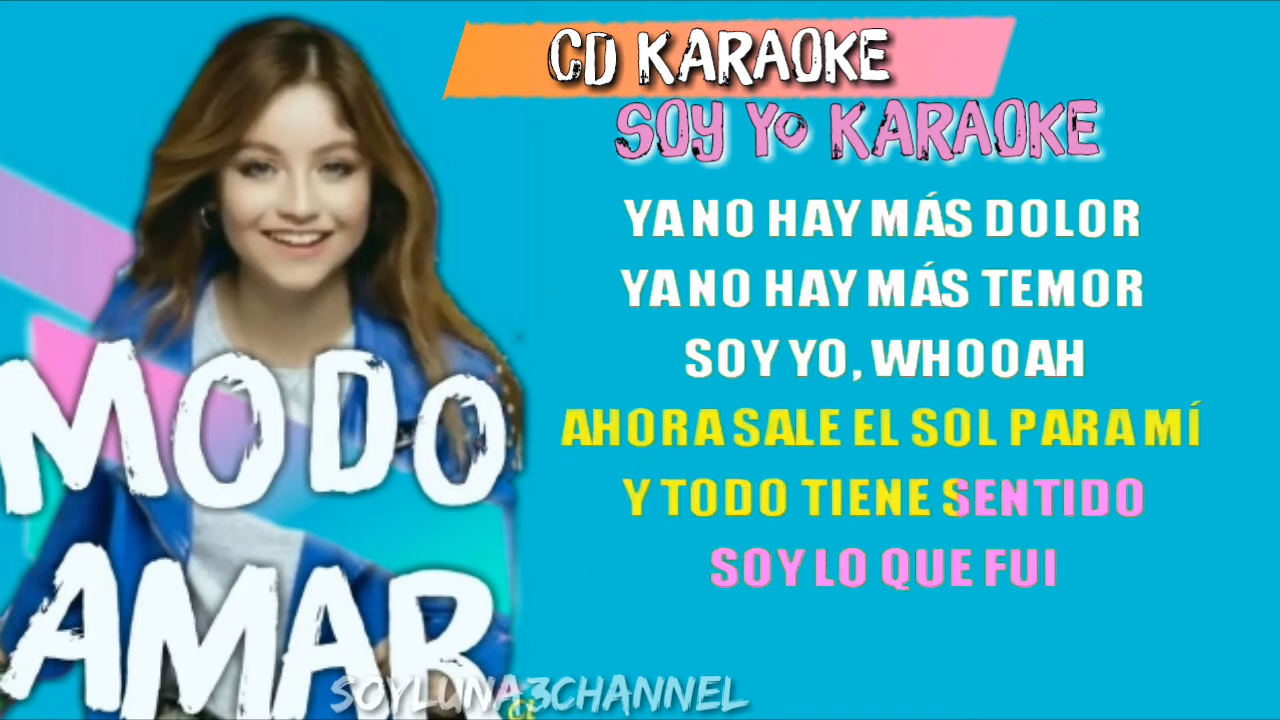 CD KARAOKE
SOY YO KARAOKE
YA NO HAY MÁS DOLOR
YA NO HAY MÁS TEMOR
SOY YO, WHOOAH
AHORA SALE EL SOL PARA MÍ
Y TODO TIENE SENTIDO
SOY LO QUE FUI
MODO
AMAR
SOYLUNA3CHANNEL